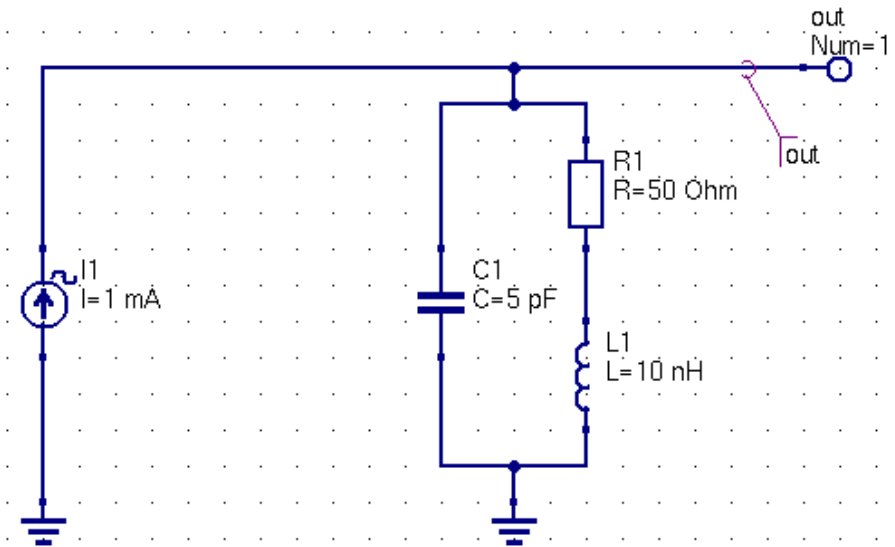 out
Num=1
out
R1
R=50 Ohm
I1
I=1 mA
C1
C=5 pF
L1
L=10 nH